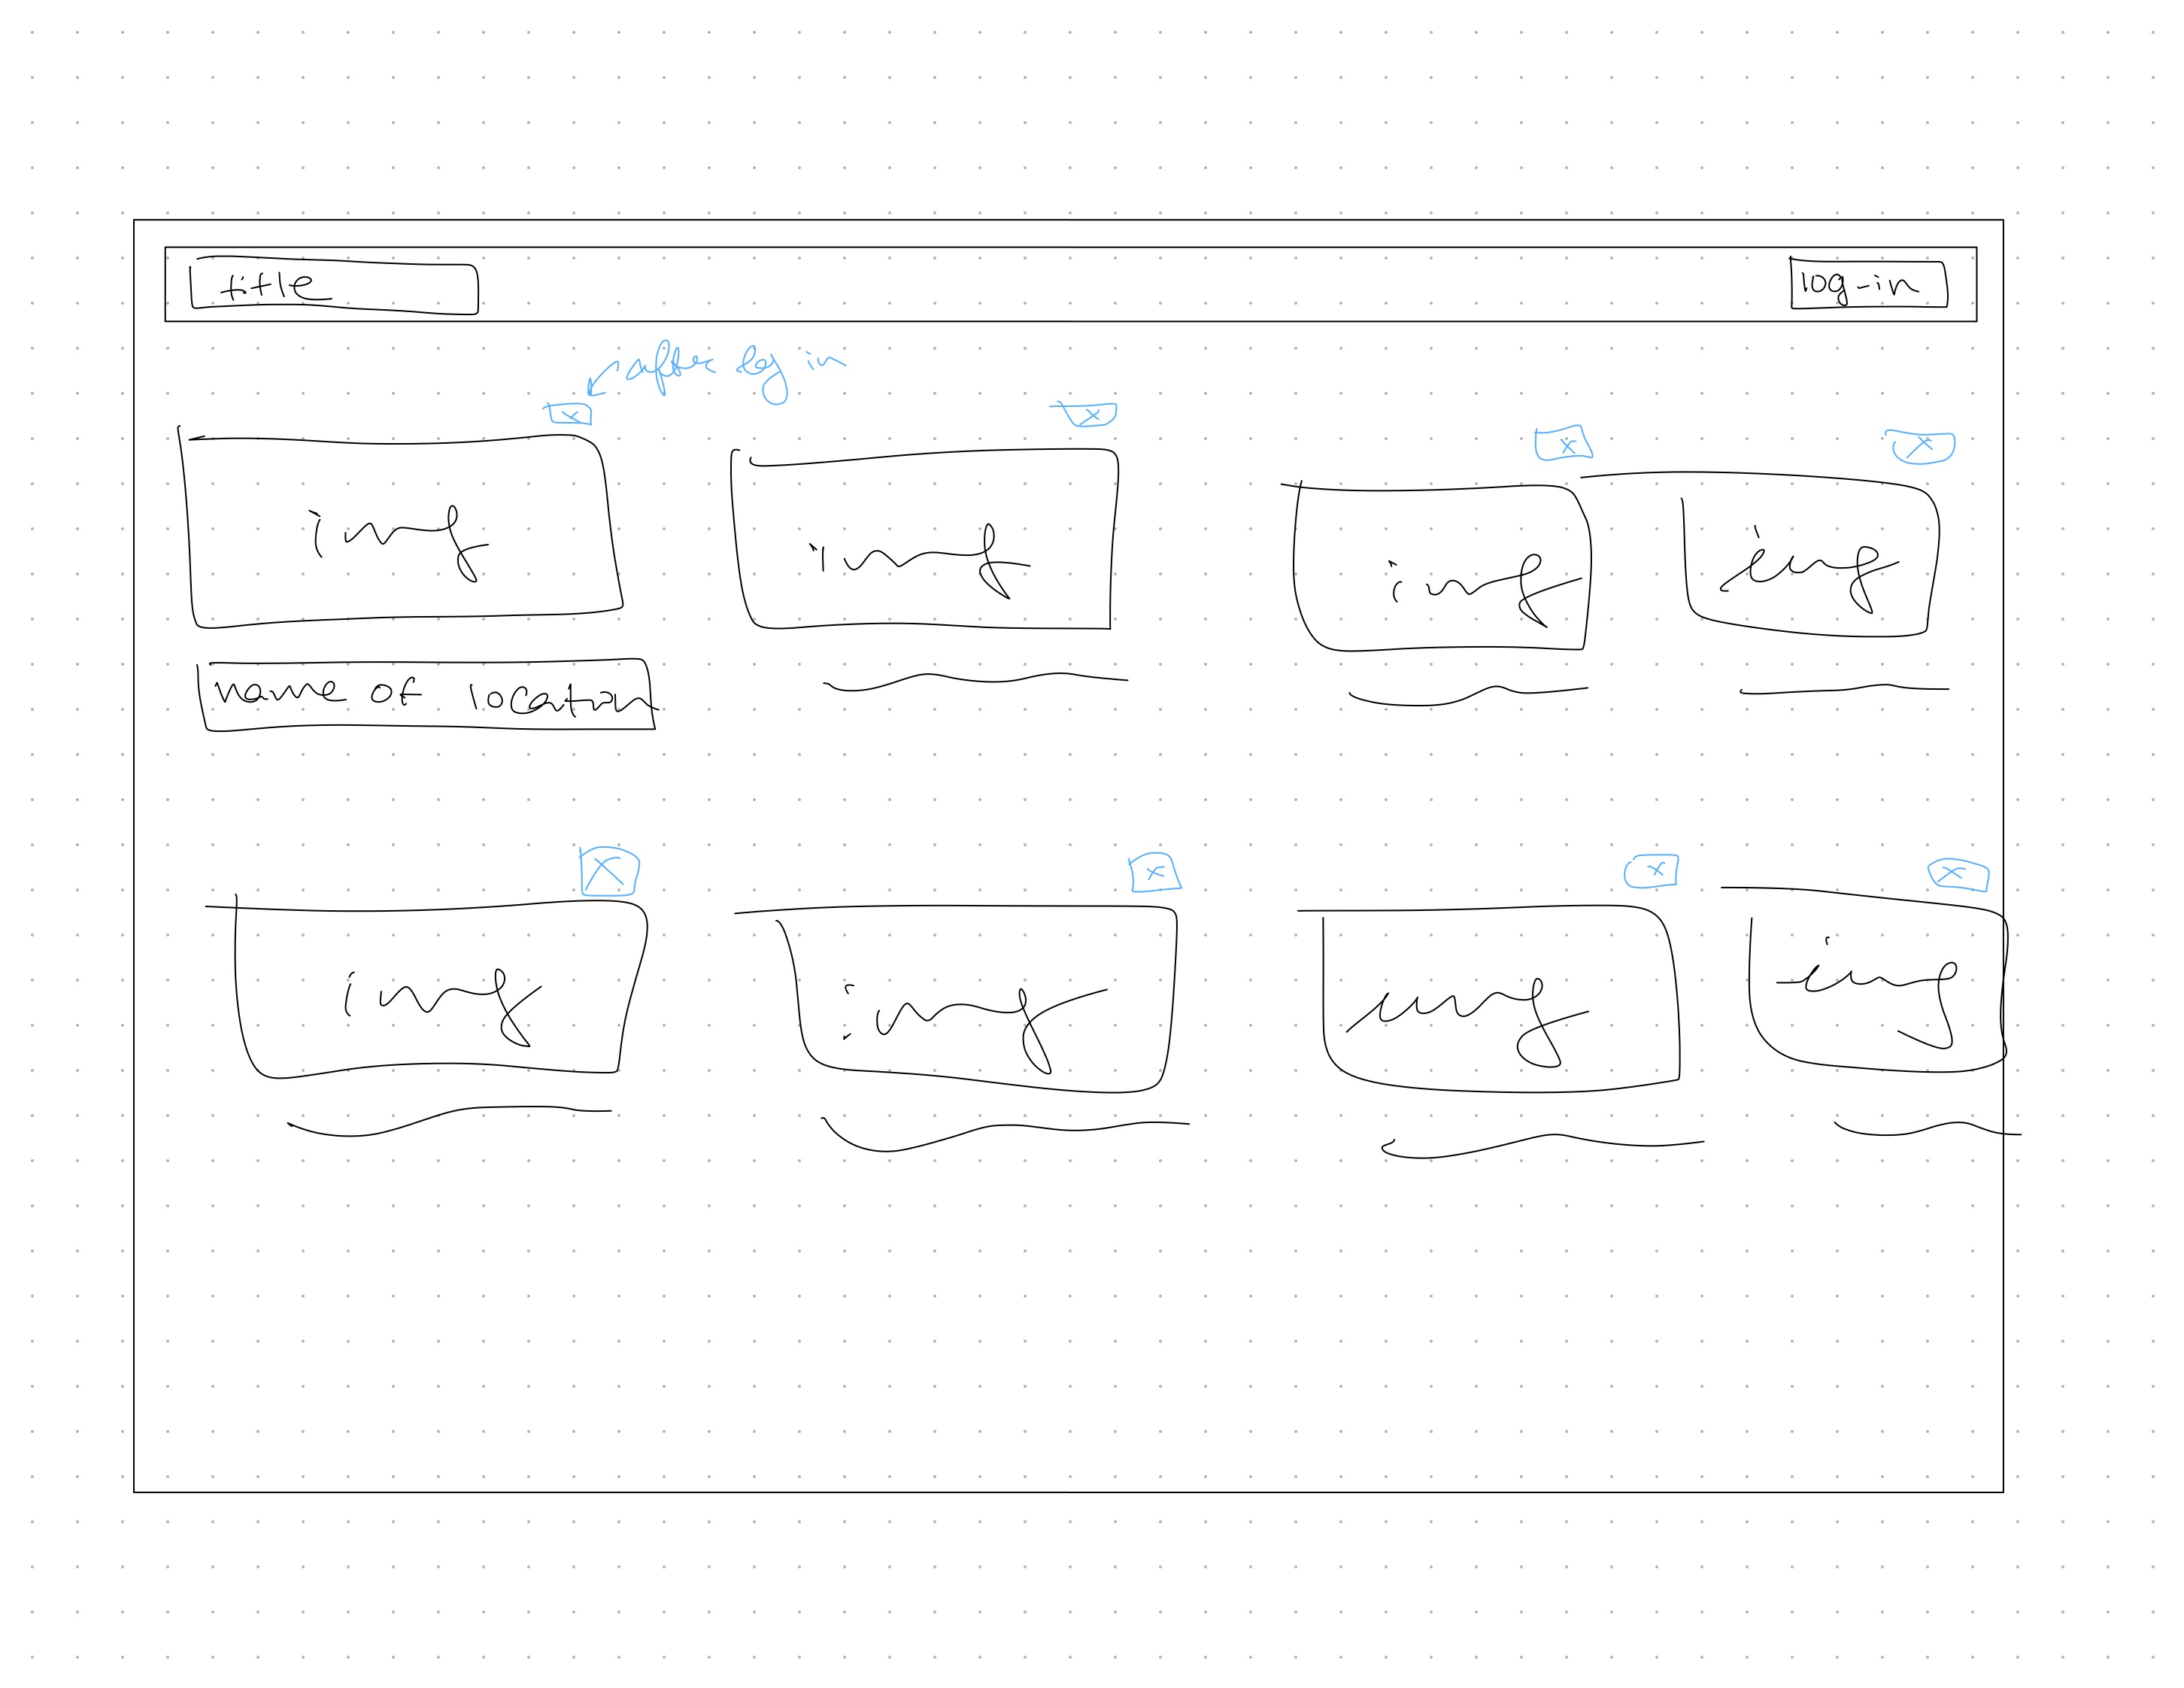 title
log-in
after log in
x x
x x
img img
img img
name of location
x x x x
img img img img